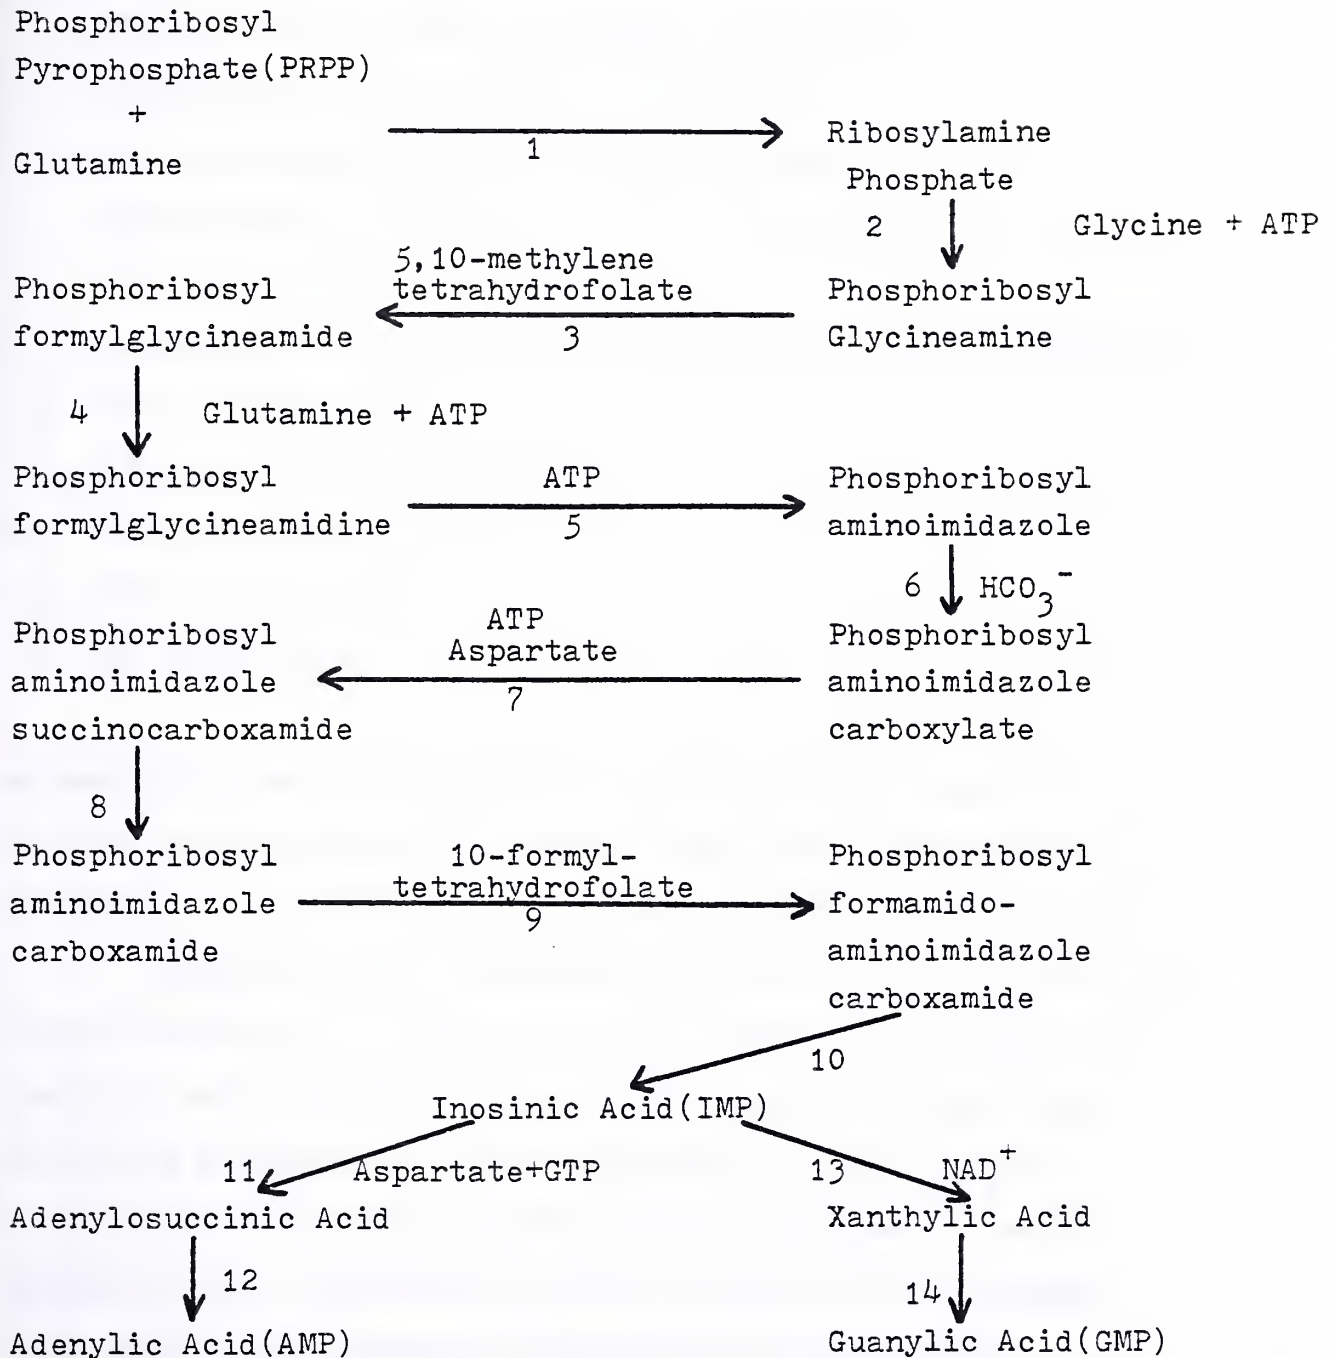 Phosphoribosyl
Pyrophosphate(PRPP)
+
Glutamine
1
Ribosylamine
Phosphate
2
Glycine + ATP
Phosphoribosyl
Glycineamine
5,10-methylene
tetrahydrofolate
3
Phosphoribosyl
formylglycineamide
4
Glutamine + ATP
Phosphoribosyl
formylglycineamidine
ATP
5
Phosphoribosyl
aminoimidazole
6
HCO3-
Phosphoribosyl
aminoimidazole
carboxylate
ATP
Aspartate
7
Phosphoribosyl
aminoimidazole
succinocarboxamide
8
Phosphoribosyl
aminoimidazole
carboxamide
10-formyl-
tetrahydrofolate
9
Phosphoribosyl
formamido-
aminoimidazole
carboxamide
10
Inosinic Acid(IMP)
11
Aspartate+GTP
13
NAD+
Adenylosuccinic Acid
Xanthylic Acid
12
14
Adenylic Acid(AMP)
Guanylic Acid(GMP)